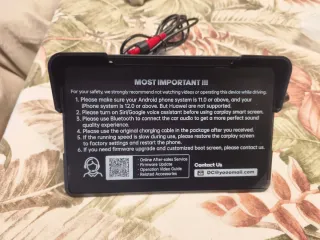 MOST IMPORTANT !!!
For your safety, we strongly recommend not watching videos or operating this device while driving.
1. Please make sure your Android phone system is 11.0 or above, and your
iPhone system is 12.0 or above. But Huawei are not supported.
2. Please turn on Siri/Google voice assistant before using carplay smart screen.
3. Please use Bluetooth to connect the car audio to get a more perfect sound
quality experience.
4. Please use the original charging cable in the package after you received.
5. If the running speed is slow during use, please restore the carplay screen
to factory settings and restart the phone.
6. If you need firmware upgrade and customized boot screen, please contact us.
- Online After-sales Service
- Firmware Update
- Operation Video Guide
- Related Accessories
Contact Us